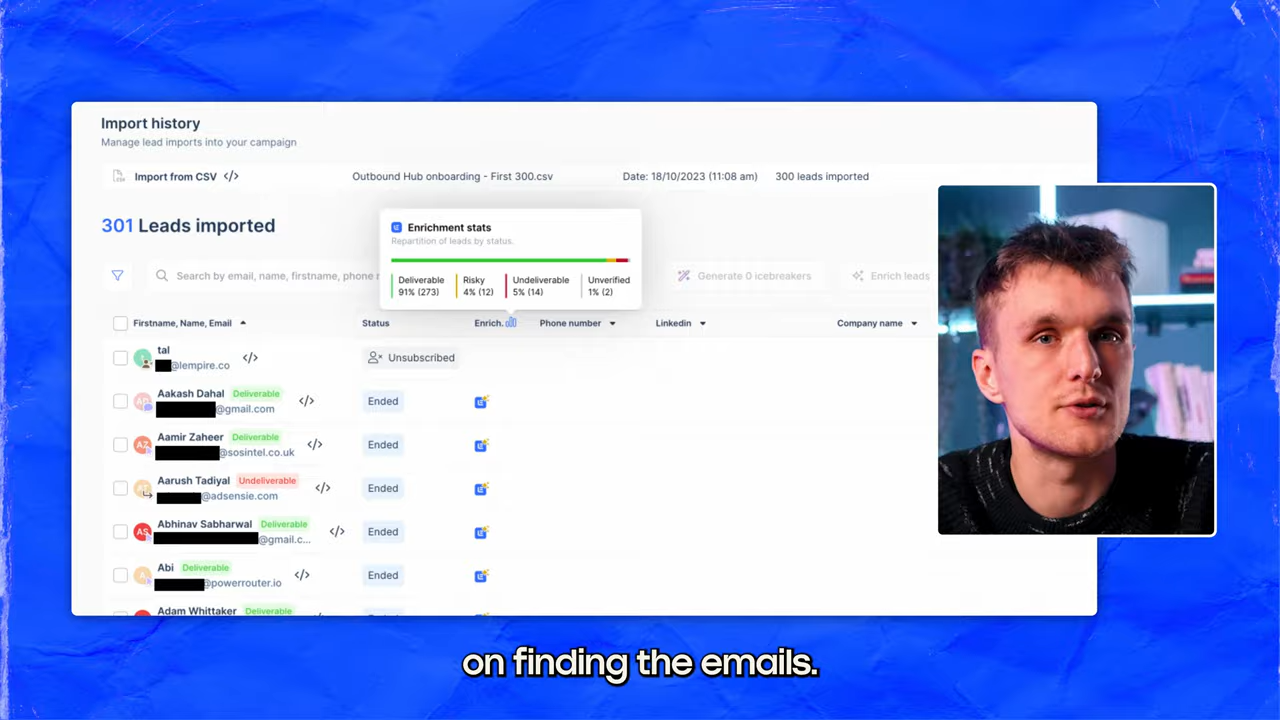 Import history
Manage lead imports into your campaign
Import from CSV </> Outbound Hub onboarding - First 300.csv Date: 18/10/2023 (11:08 am) 300 leads imported
301 Leads imported
Enrichment stats
Repartition of leads by status.
Deliverable Risky Undeliverable Unverified
91% (273) 4% (12) 5% (14) 1% (2)
Search by email, name, firstname, phone Generate 0 icebreakers Enrich leads
Firstname, Name, Email Status Enrich. Phone number Linkedin Company name
tal
@lempire.co </> Unsubscribed
Aakash Dahal Deliverable
@gmail.com </> Ended
AZ Aamir Zaheer Deliverable
@sosintel.co.uk </> Ended
Aarush Tadiyal Undeliverable
@adsensie.com </> Ended
AS Abhinav Sabharwal Deliverable
@gmail.c... </> Ended
Abi Deliverable
@powerrouter.io </> Ended
Adam Whittaker Deliverable
on finding the emails.